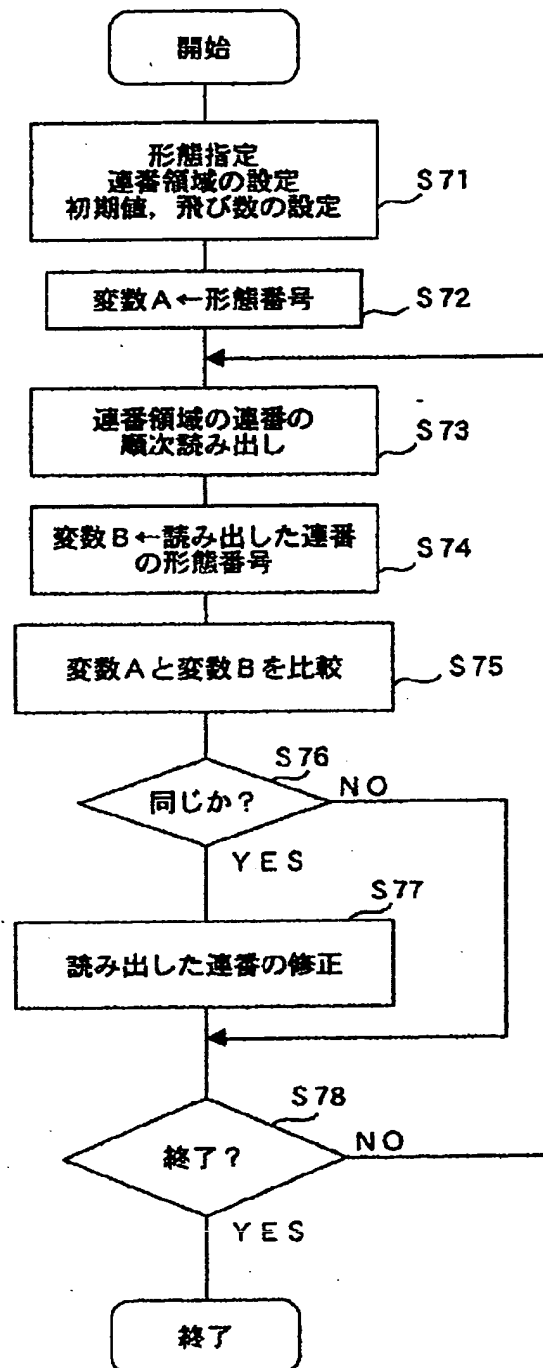 開始
形態指定
連番領域の設定
初期値，飛び数の設定
S71
変数A←形態番号
S72
連番領域の連番の
順次読み出し
S73
変数B←読み出した連番
の形態番号
S74
変数Aと変数Bを比較
S75
S76
同じか？
NO
YES
S77
読み出した連番の修正
S78
終了？
NO
YES
終了